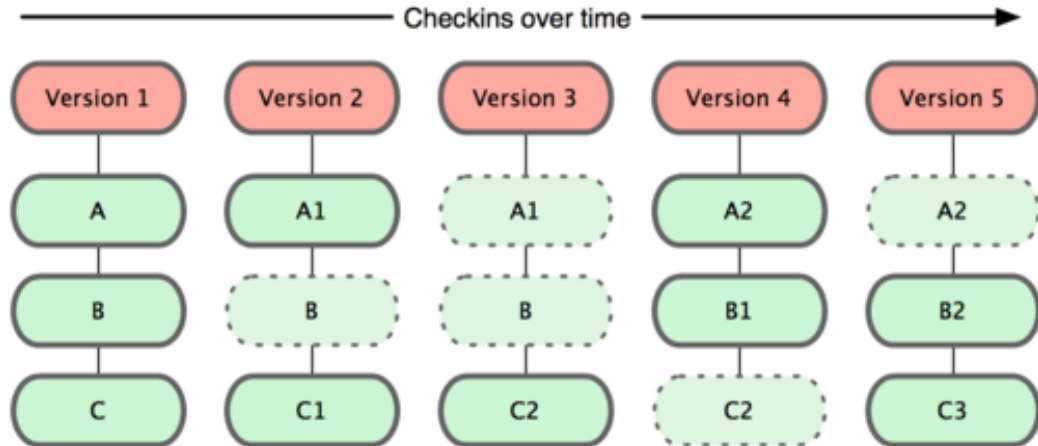 Checkins over time
Version 1 Version 2 Version 3 Version 4 Version 5
A A1 A1 A2 A2
B B B B1 B2
C C1 C2 C2 C3